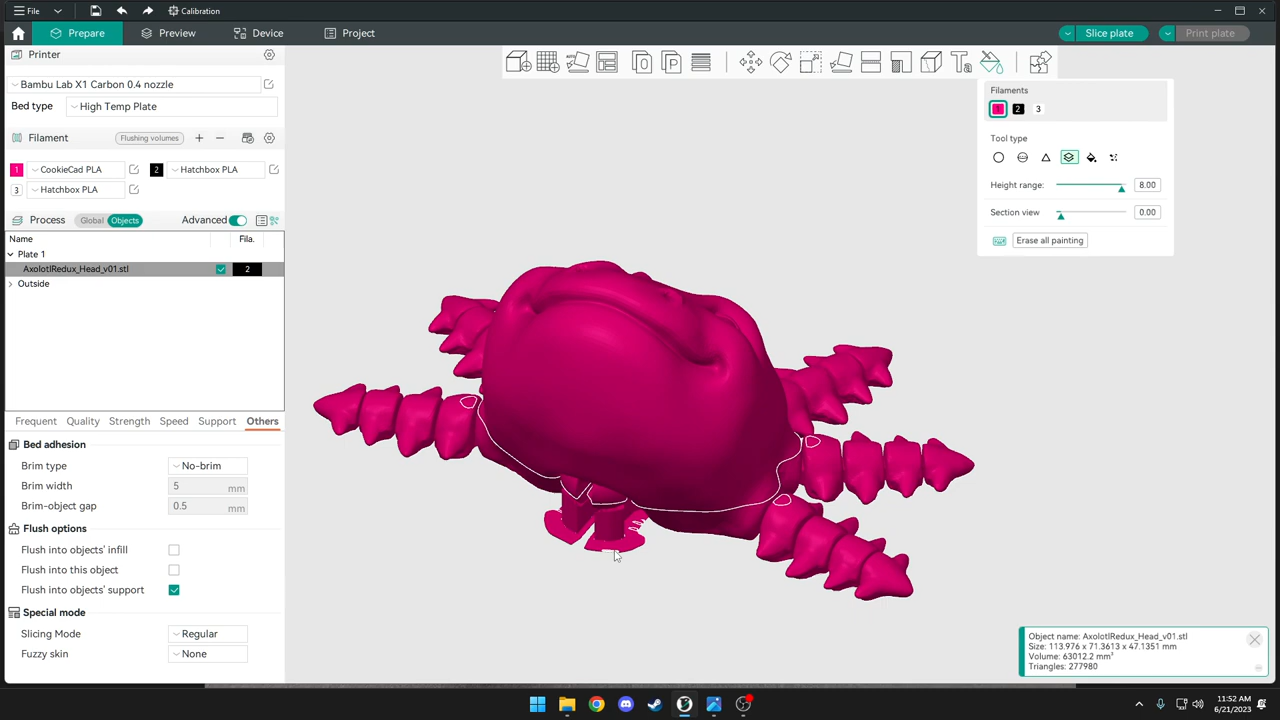 File
Calibration
Prepare
Preview
Device
Project
Slice plate
Print plate
Printer
Bambu Lab X1 Carbon 0.4 nozzle
Bed type
High Temp Plate
Filament
Flushing volumes
1 CookieCad PLA
2 Hatchbox PLA
3 Hatchbox PLA
Process Global Objects Advanced
Name Fila.
Plate 1
AxolotlRedux_Head_v01.stl 2
Outside
Frequent Quality Strength Speed Support Others
Bed adhesion
Brim type No-brim
Brim width 5 mm
Brim-object gap 0.5 mm
Flush options
Flush into objects' infill
Flush into this object
Flush into objects' support
Special mode
Slicing Mode Regular
Fuzzy skin None
Filaments
1 2 3
Tool type
Height range: 8.00
Section view 0.00
Erase all painting
Object name: AxolotlRedux_Head_v01.stl
Size: 113.976 x 71.3613 x 47.1351 mm
Volume: 63012.2 mm³
Triangles: 277980
11:52 AM
6/21/2023